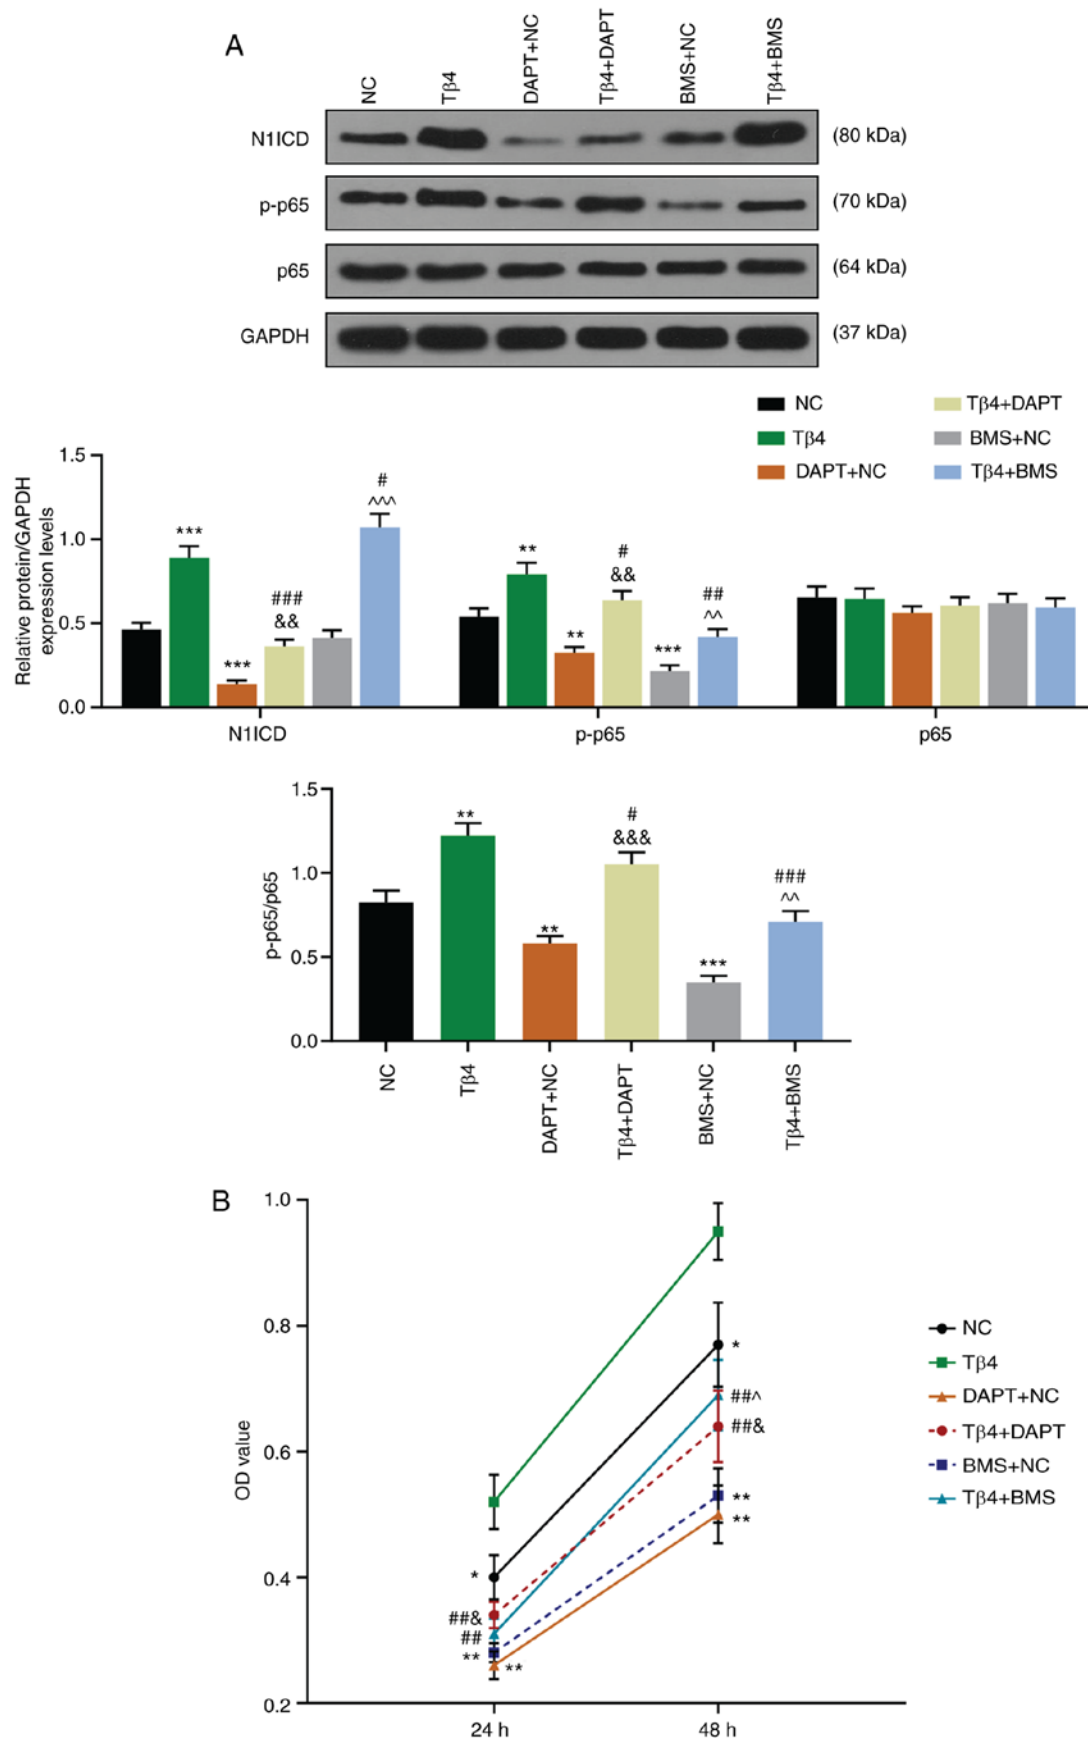 A
NC
Tβ4
DAPT+NC
Tβ4+DAPT
BMS+NC
Tβ4+BMS
N1ICD (80 kDa)
p-p65 (70 kDa)
p65 (64 kDa)
GAPDH (37 kDa)
NC Tβ4+DAPT
Tβ4 BMS+NC
DAPT+NC Tβ4+BMS
Relative protein/GAPDH
expression levels
1.5
1.0
0.5
0.0
***
***
###
&&
#
^^^
**
**
#
&&
***
##
^^
N1ICD p-p65 p65
p-p65/p65
1.5
1.0
0.5
0.0
**
**
#
&&&
***
###
^^
NC
Tβ4
DAPT+NC
Tβ4+DAPT
BMS+NC
Tβ4+BMS
B
OD value
1.0
0.8
0.6
0.4
0.2
*
##&
##
**
**
*
##^
##&
**
**
24 h 48 h
NC
Tβ4
DAPT+NC
Tβ4+DAPT
BMS+NC
Tβ4+BMS